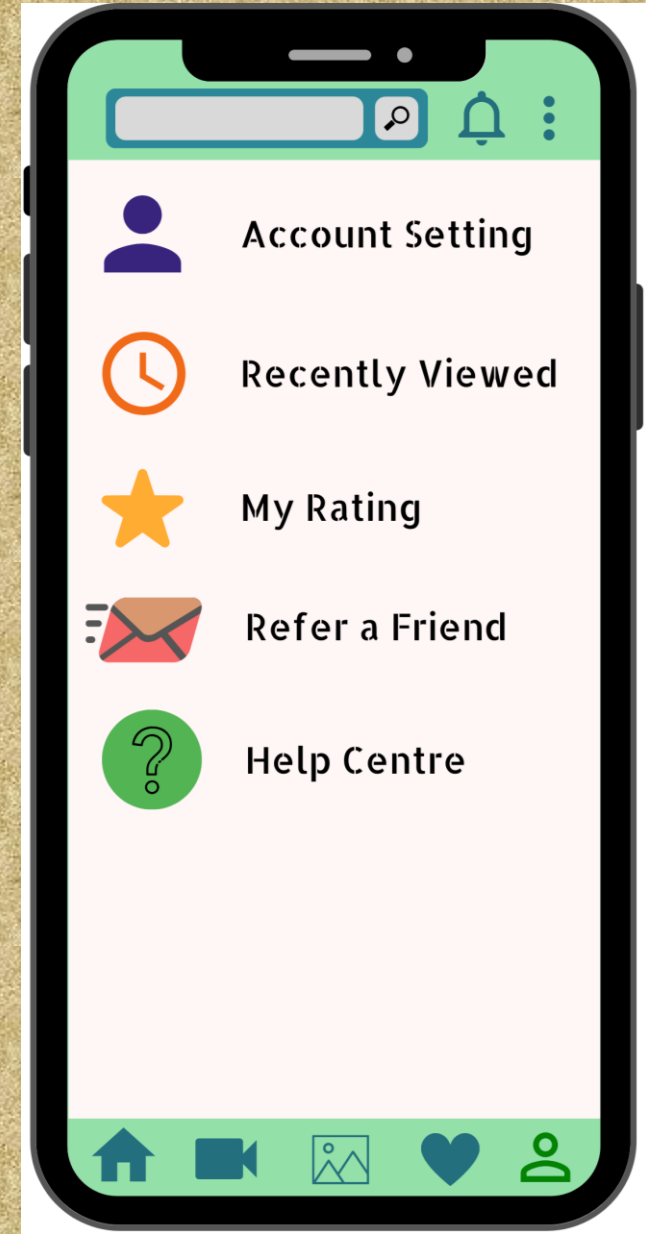 Account Setting
Recently Viewed
My Rating
Refer a Friend
Help Centre